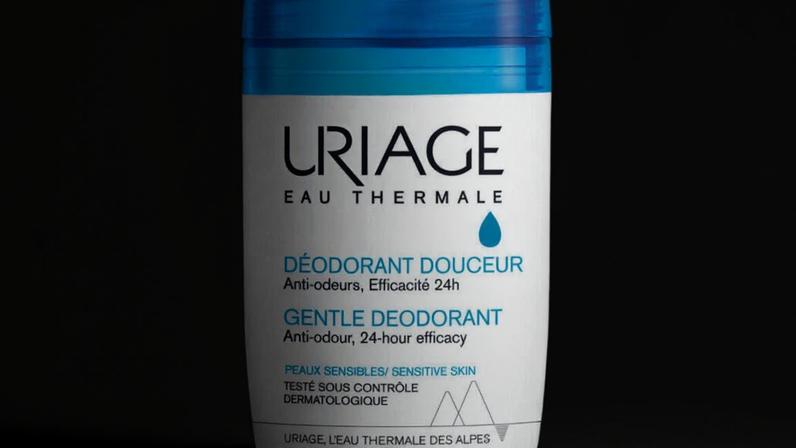 URIAGE
EAU THERMALE
DÉODORANT DOUCEUR
Anti-odeurs, Efficacité 24h
GENTLE DEODORANT
Anti-odour, 24-hour efficacy
PEAUX SENSIBLES/ SENSITIVE SKIN
TESTÉ SOUS CONTRÔLE
DERMATOLOGIQUE
URIAGE, L'EAU THERMALE DES ALPES